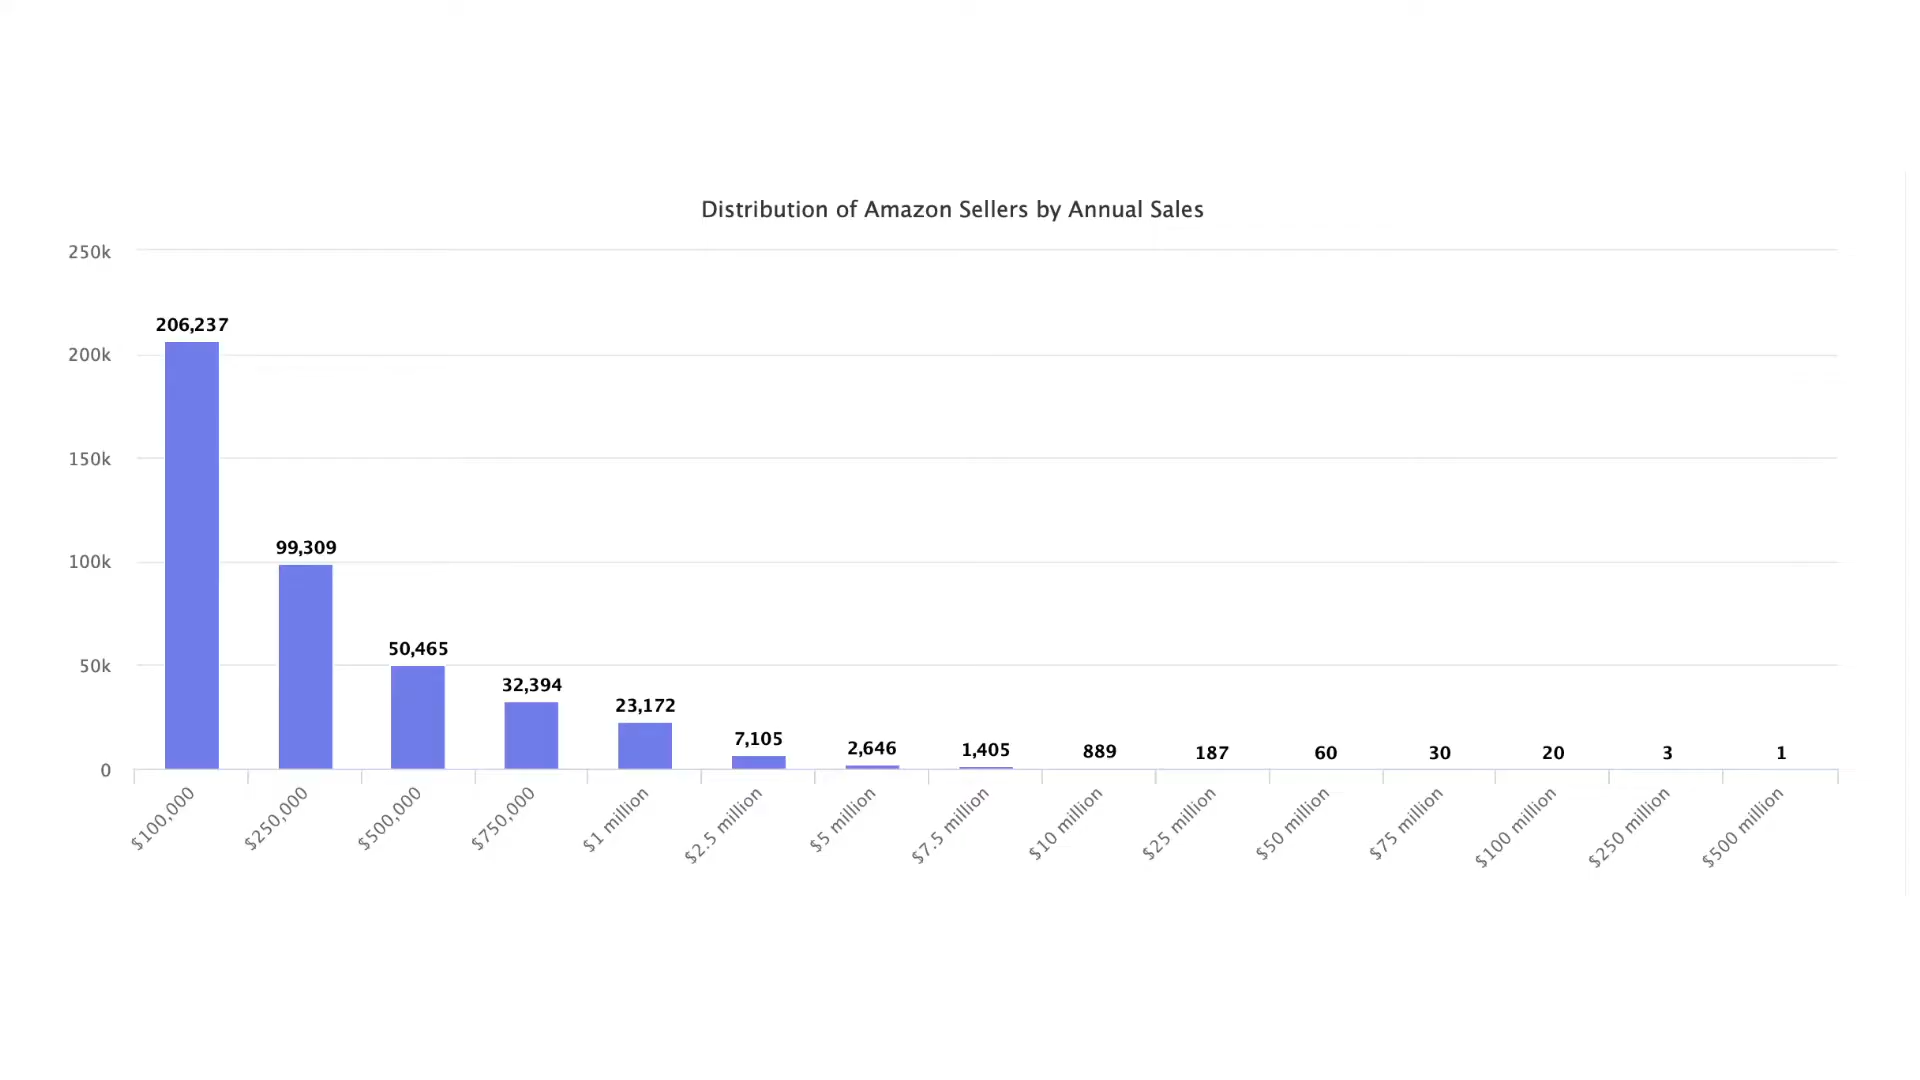 Distribution of Amazon Sellers by Annual Sales
250k
200k
150k
100k
50k
0
206,237
99,309
50,465
32,394
23,172
7,105
2,646
1,405
889
187
60
30
20
3
1
$100,000
$250,000
$500,000
$750,000
$1 million
$2.5 million
$5 million
$7.5 million
$10 million
$25 million
$50 million
$75 million
$100 million
$250 million
$500 million